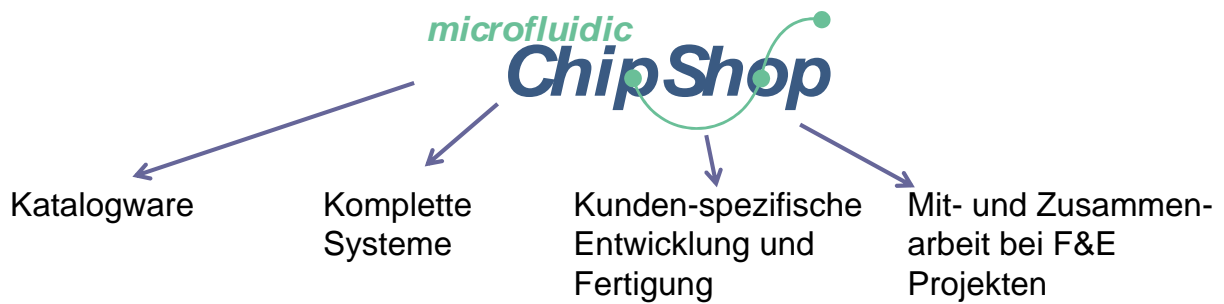 microfluidic
ChipShop
Katalogware
Komplette
Systeme
Kunden-spezifische
Entwicklung und
Fertigung
Mit- und Zusammen-
arbeit bei F&E
Projekten